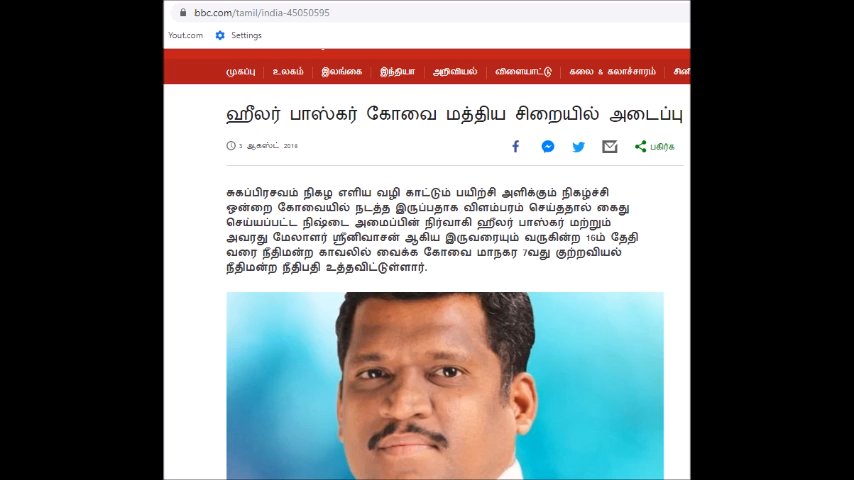 bbc.com/tamil/india-45050595
Yout.com Settings
முகப்பு உலகம் இலங்கை இந்தியா அறிவியல் விளையாட்டு கலை & கலாச்சாரம் சினி
ஹீலர் பாஸ்கர் கோவை மத்திய சிறையில் அடைப்பு
3 ஆகஸ்ட் 2018 பகிர்க
சுகப்பிரசவம் நிகழ எளிய வழி காட்டும் பயிற்சி அளிக்கும் நிகழ்ச்சி
ஒன்றை கோவையில் நடத்த இருப்பதாக விளம்பரம் செய்ததால் கைது
செய்யப்பட்ட நிஷ்டை அமைப்பின் நிர்வாகி ஹீலர் பாஸ்கர் மற்றும்
அவரது மேலாளர் ஸ்ரீனிவாசன் ஆகிய இருவரையும் வருகின்ற 16ம் தேதி
வரை நீதிமன்ற காவலில் வைக்க கோவை மாநகர 7வது குற்றவியல்
நீதிமன்ற நீதிபதி உத்தவிட்டுள்ளார்.